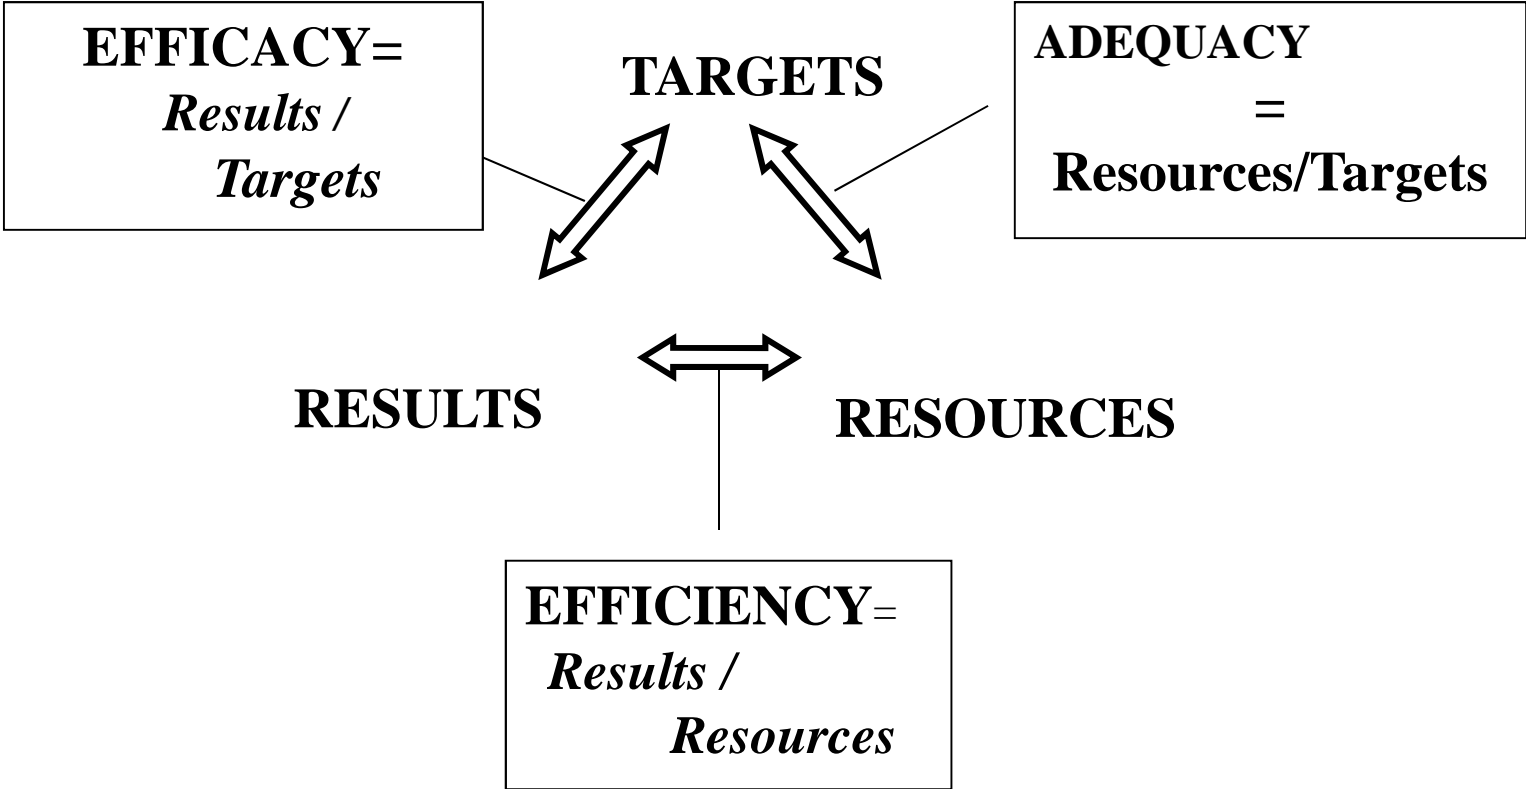 EFFICACY=
Results /
Targets
TARGETS
ADEQUACY
=
Resources/Targets
RESULTS
RESOURCES
EFFICIENCY=
Results /
Resources